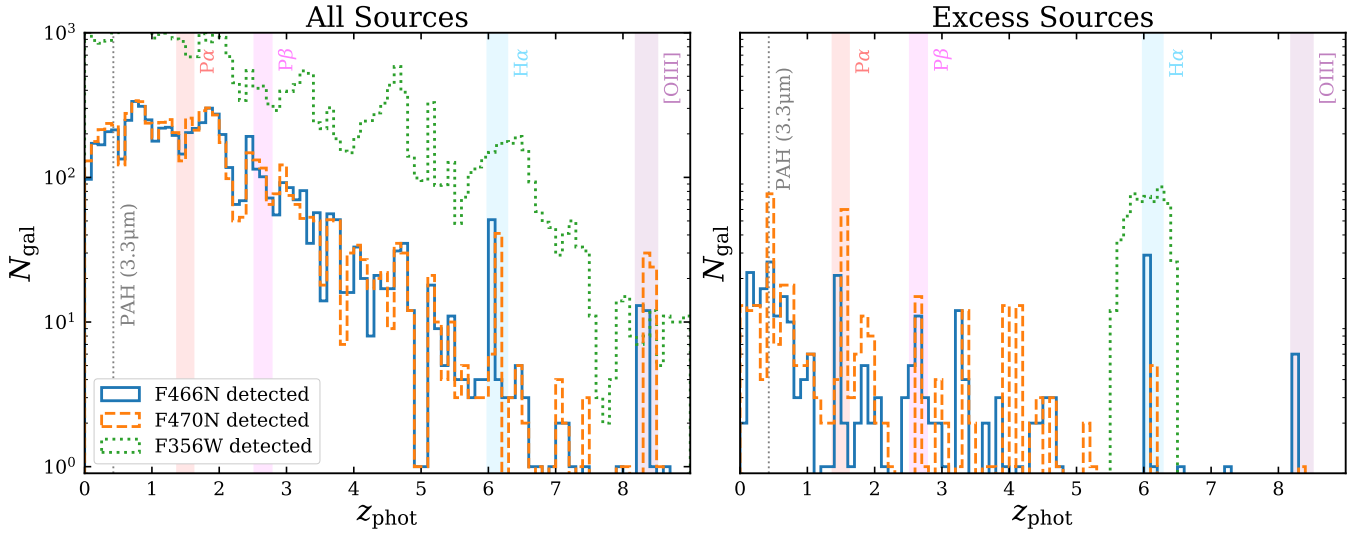 All Sources
N_gal
10³
10²
10¹
10⁰
PAH (3.3μm)
Pα
Pβ
Hα
[OIII]
F466N detected
F470N detected
F356W detected
0 1 2 3 4 5 6 7 8
z_phot
Excess Sources
N_gal
PAH (3.3μm)
Pα
Pβ
Hα
[OIII]
0 1 2 3 4 5 6 7 8
z_phot